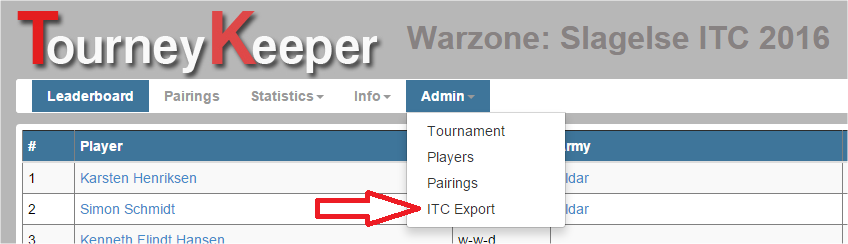 TourneyKeeper
Warzone: Slagelse ITC 2016
Leaderboard Pairings Statistics Info Admin
Tournament
Players
Pairings
ITC Export
# Player rmy
1 Karsten Henriksen ldar
2 Simon Schmidt ldar
3 Kenneth Flindt Hansen w-w-d